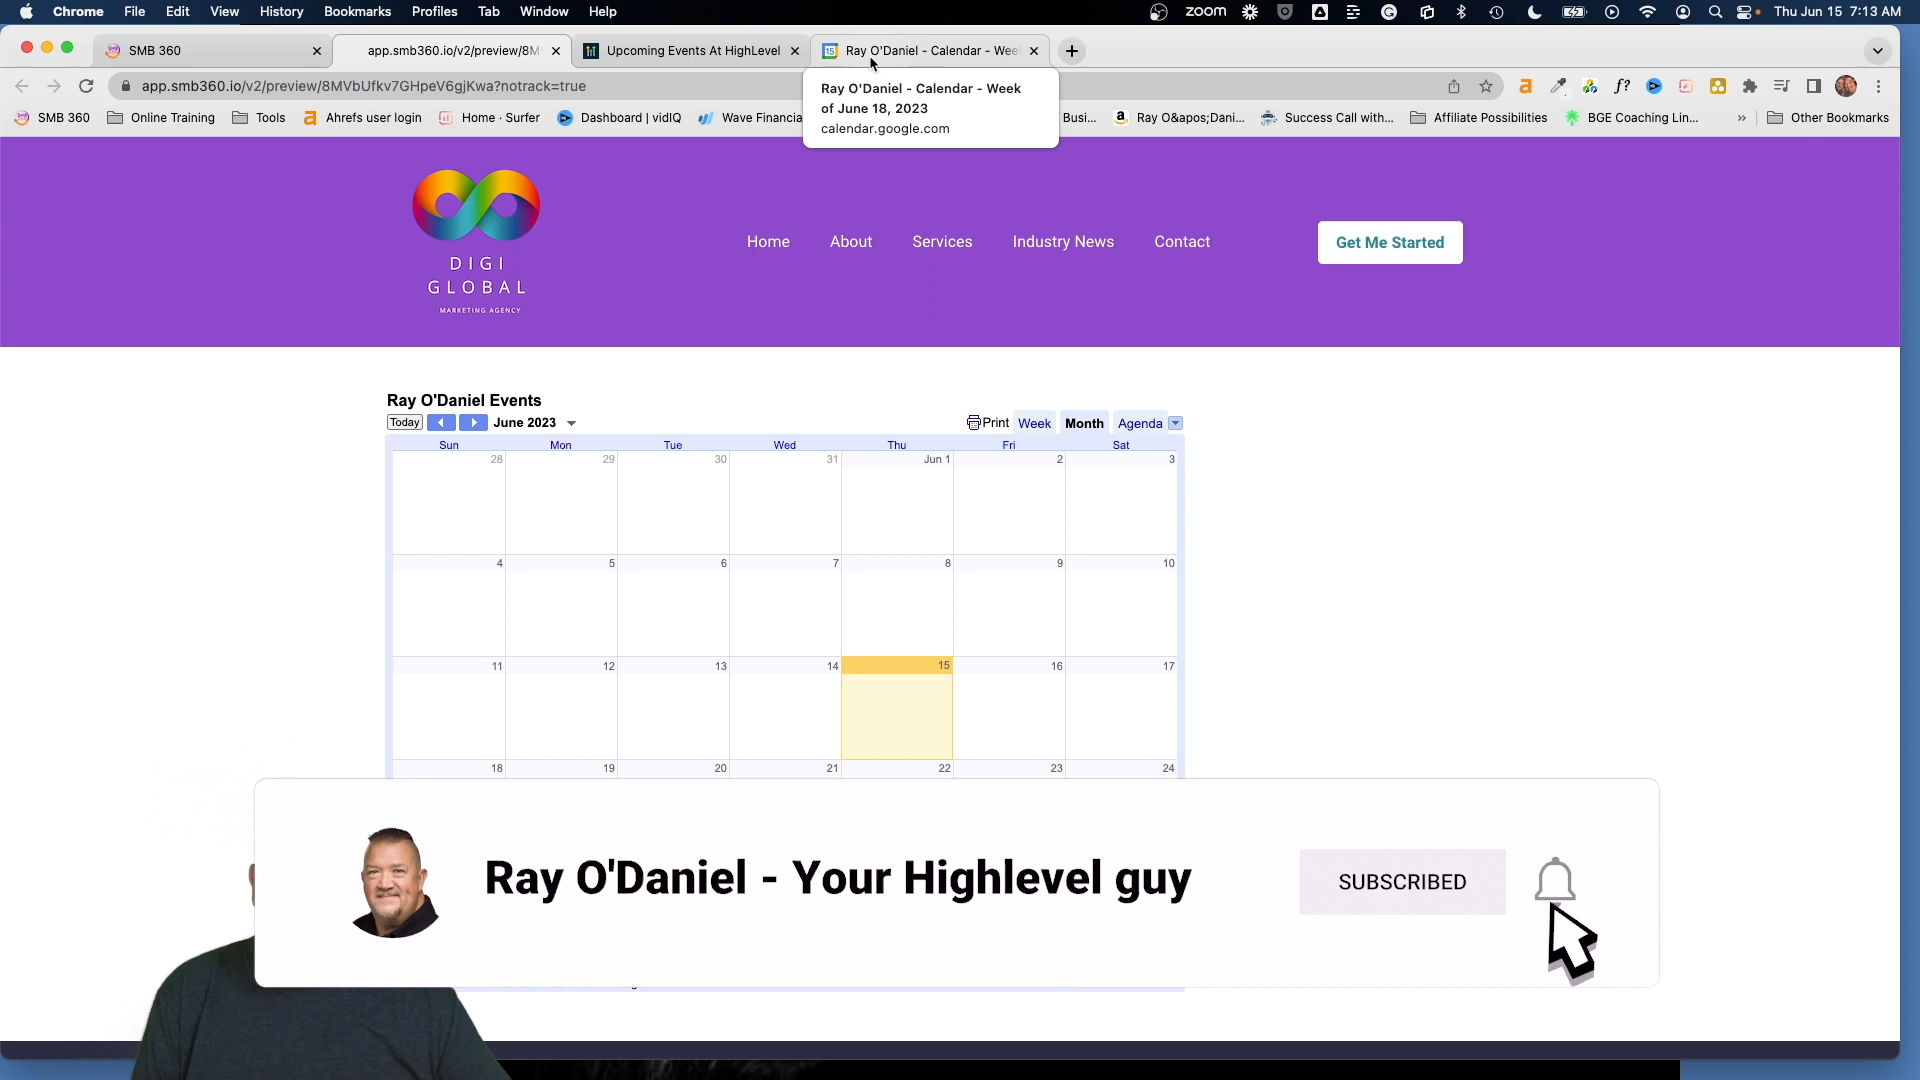 Chrome File Edit View History Bookmarks Profiles Tab Window Help zoom Thu Jun 15 7:13 AM
SMB 360 app.smb360.io/v2/preview/8M Upcoming Events At HighLevel 15 Ray O'Daniel - Calendar - Wee
app.smb360.io/v2/preview/8MVbUfkv7GHpeV6gjKwa?notrack=true f?
SMB 360 Online Training Tools Ahrefs user login Home · Surfer Dashboard | vidIQ Wave Financia Busi... Ray O&apos;Dani... Success Call with... Affiliate Possibilities BGE Coaching Lin... » Other Bookmarks
Ray O'Daniel - Calendar - Week
of June 18, 2023
calendar.google.com
DIGI
GLOBAL
MARKETING AGENCY
Home About Services Industry News Contact Get Me Started
Ray O'Daniel Events
Today June 2023 Print Week Month Agenda
Sun Mon Tue Wed Thu Fri Sat
28 29 30 31 Jun 1 2 3
4 5 6 7 8 9 10
11 12 13 14 15 16 17
18 19 20 21 22 23 24
Ray O'Daniel - Your Highlevel guy SUBSCRIBED